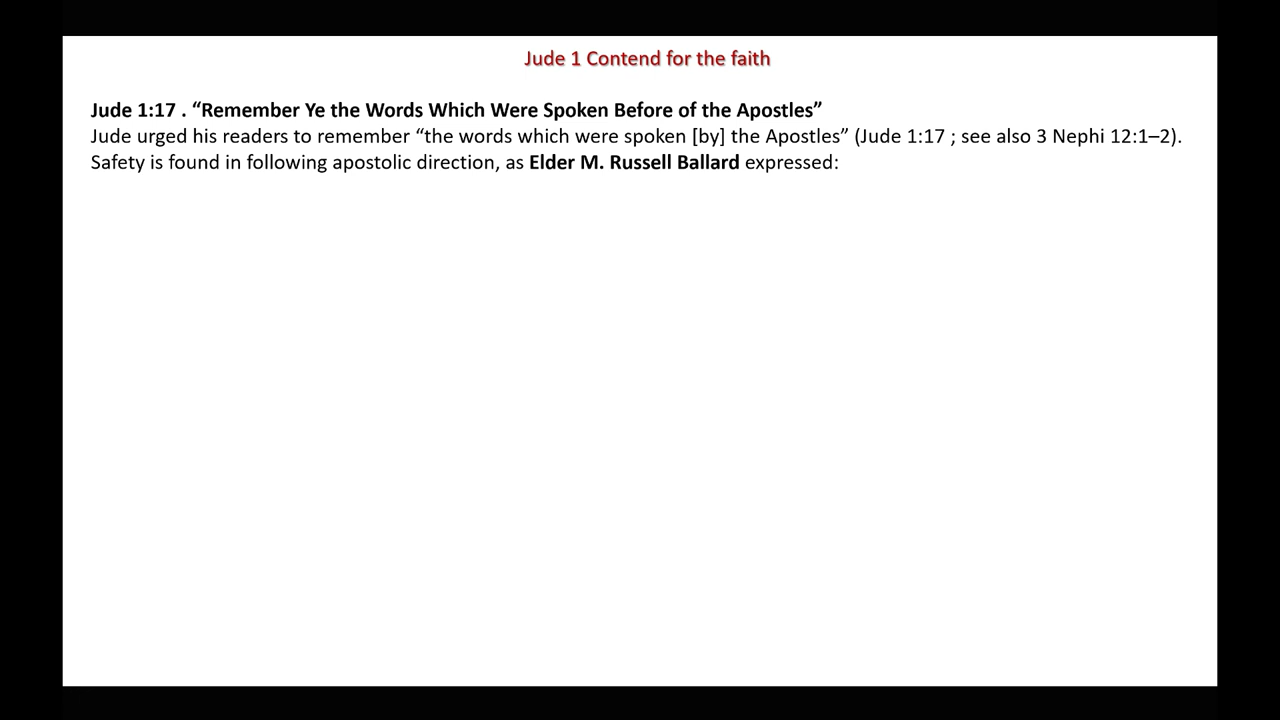 Jude 1 Contend for the faith
Jude 1:17 . “Remember Ye the Words Which Were Spoken Before of the Apostles”
Jude urged his readers to remember “the words which were spoken [by] the Apostles” (Jude 1:17 ; see also 3 Nephi 12:1–2).
Safety is found in following apostolic direction, as Elder M. Russell Ballard expressed: